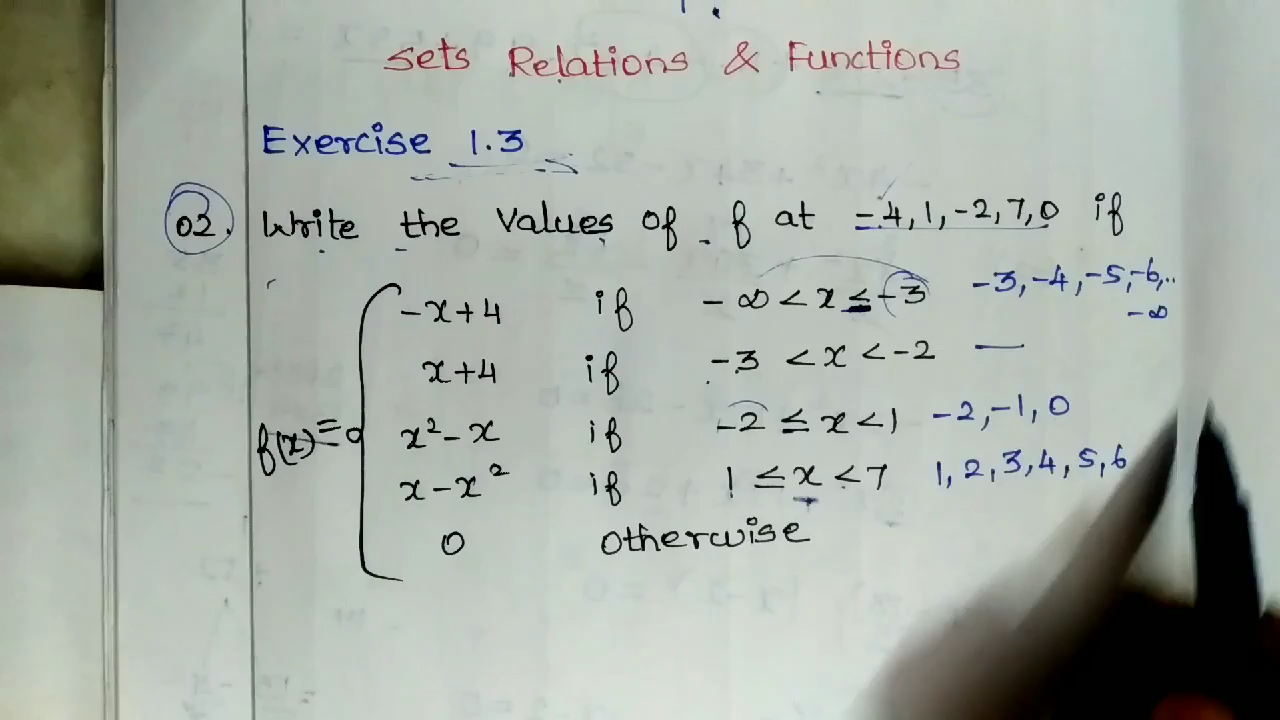 Sets Relations & Functions
Exercise 1.3
02. Write the Values of f at -4, 1, -2, 7, 0 if
-x+4 if -∞ < x ≤ -3 -3, -4, -5, -6, ..
-∞
x+4 if -3 < x < -2 —
f(x) = x² - x if -2 ≤ x < 1 -2, -1, 0
x - x² if 1 ≤ x < 7 1, 2, 3, 4, 5, 6
0 otherwise